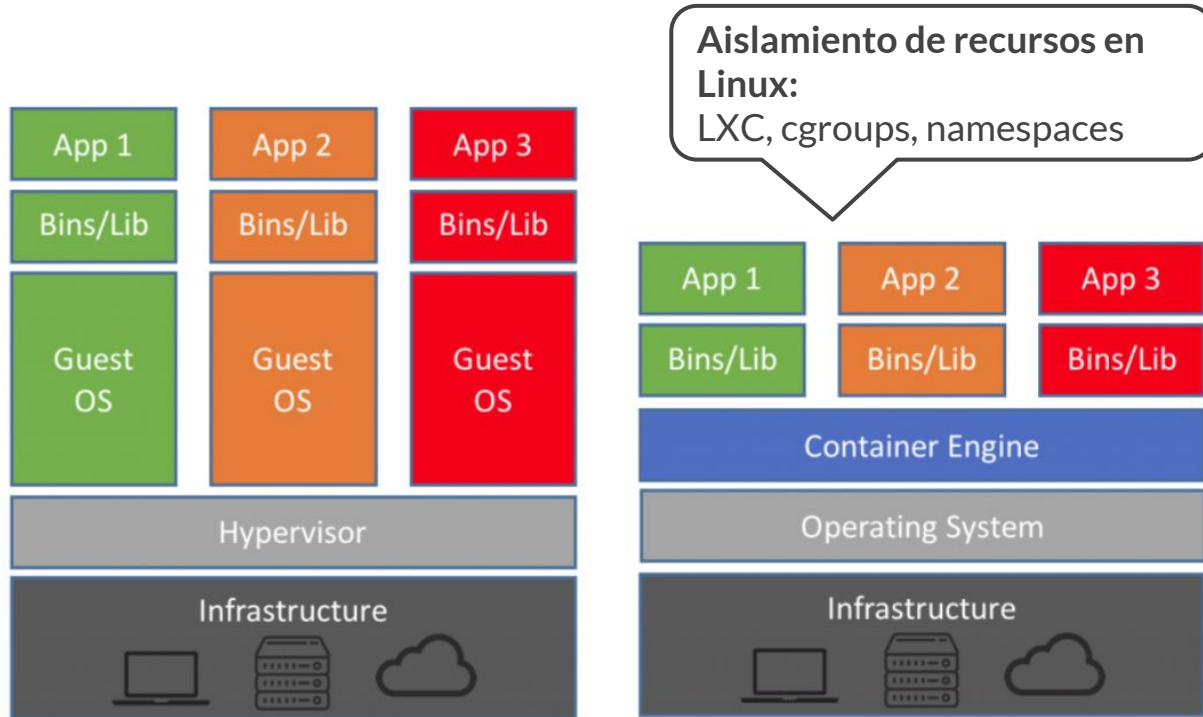 Aislamiento de recursos en
Linux:
LXC, cgroups, namespaces
App 1
App 2
App 3
Bins/Lib
Bins/Lib
Bins/Lib
Guest
OS
Guest
OS
Guest
OS
Hypervisor
Infrastructure
App 1
App 2
App 3
Bins/Lib
Bins/Lib
Bins/Lib
Container Engine
Operating System
Infrastructure